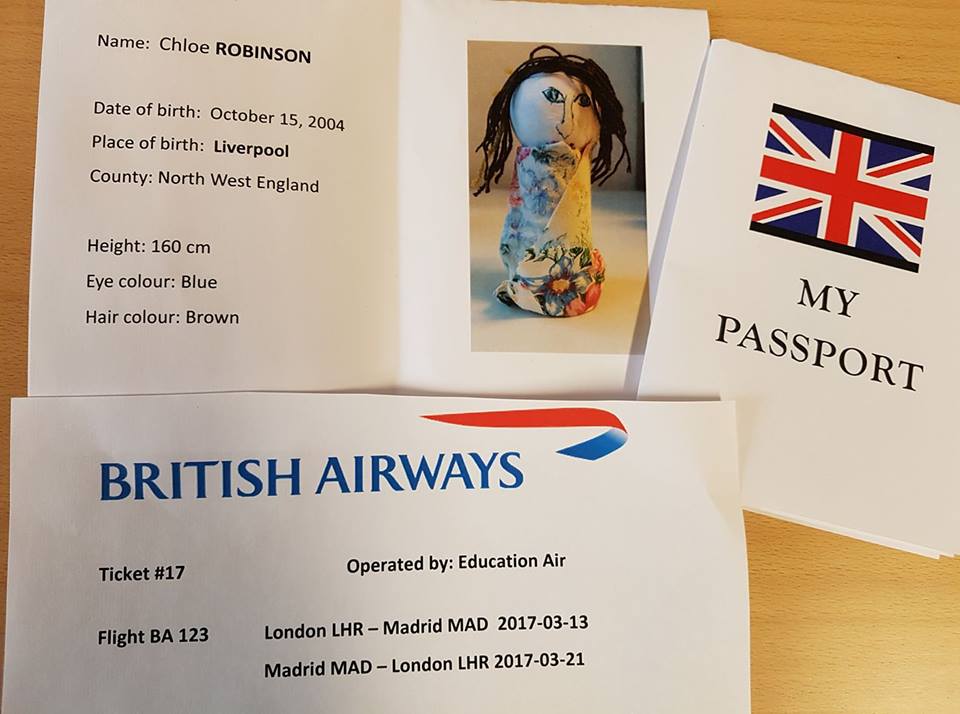 Name: Chloe ROBINSON
Date of birth: October 15, 2004
Place of birth: Liverpool
County: North West England
Height: 160 cm
Eye colour: Blue
Hair colour: Brown
MY
PASSPORT
BRITISH AIRWAYS
Ticket #17 Operated by: Education Air
Flight BA 123 London LHR – Madrid MAD 2017-03-13
Madrid MAD – London LHR 2017-03-21